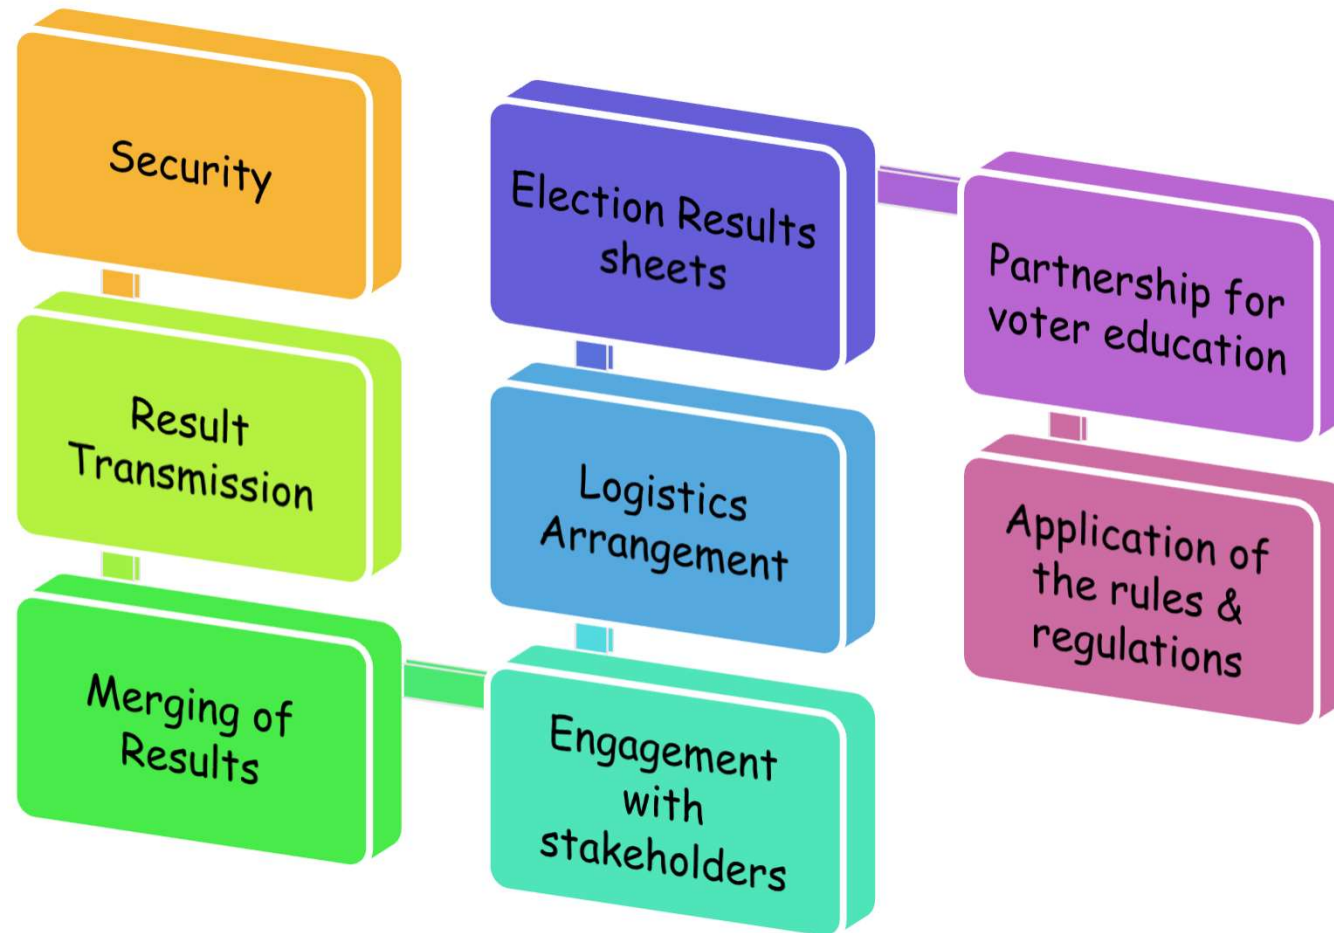 Security
Result
Transmission
Merging of
Results
Engagement
with
stakeholders
Logistics
Arrangement
Election Results
sheets
Partnership for
voter education
Application of
the rules &
regulations